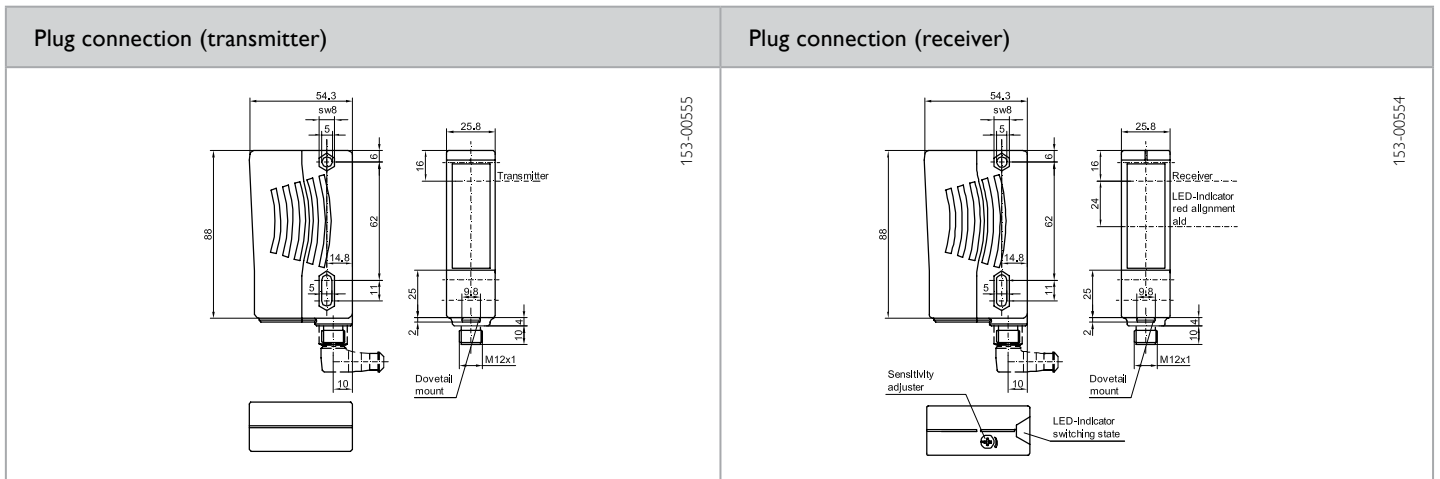 Plug connection (transmitter)
Plug connection (receiver)
54.3
sw8
5
6
25.8
16
Transmitter
153-00555
88
62
14.8
5
11
25
9.8
2
4
10
M12x1
10
Dovetail
mount
54.3
sw8
5
6
25.8
16
Receiver
153-00554
24
LED-Indicator
red alignment
aid
88
62
14.8
5
11
25
9.8
2
4
10
M12x1
10
Sensitivity
adjuster
Dovetail
mount
LED-Indicator
switching state